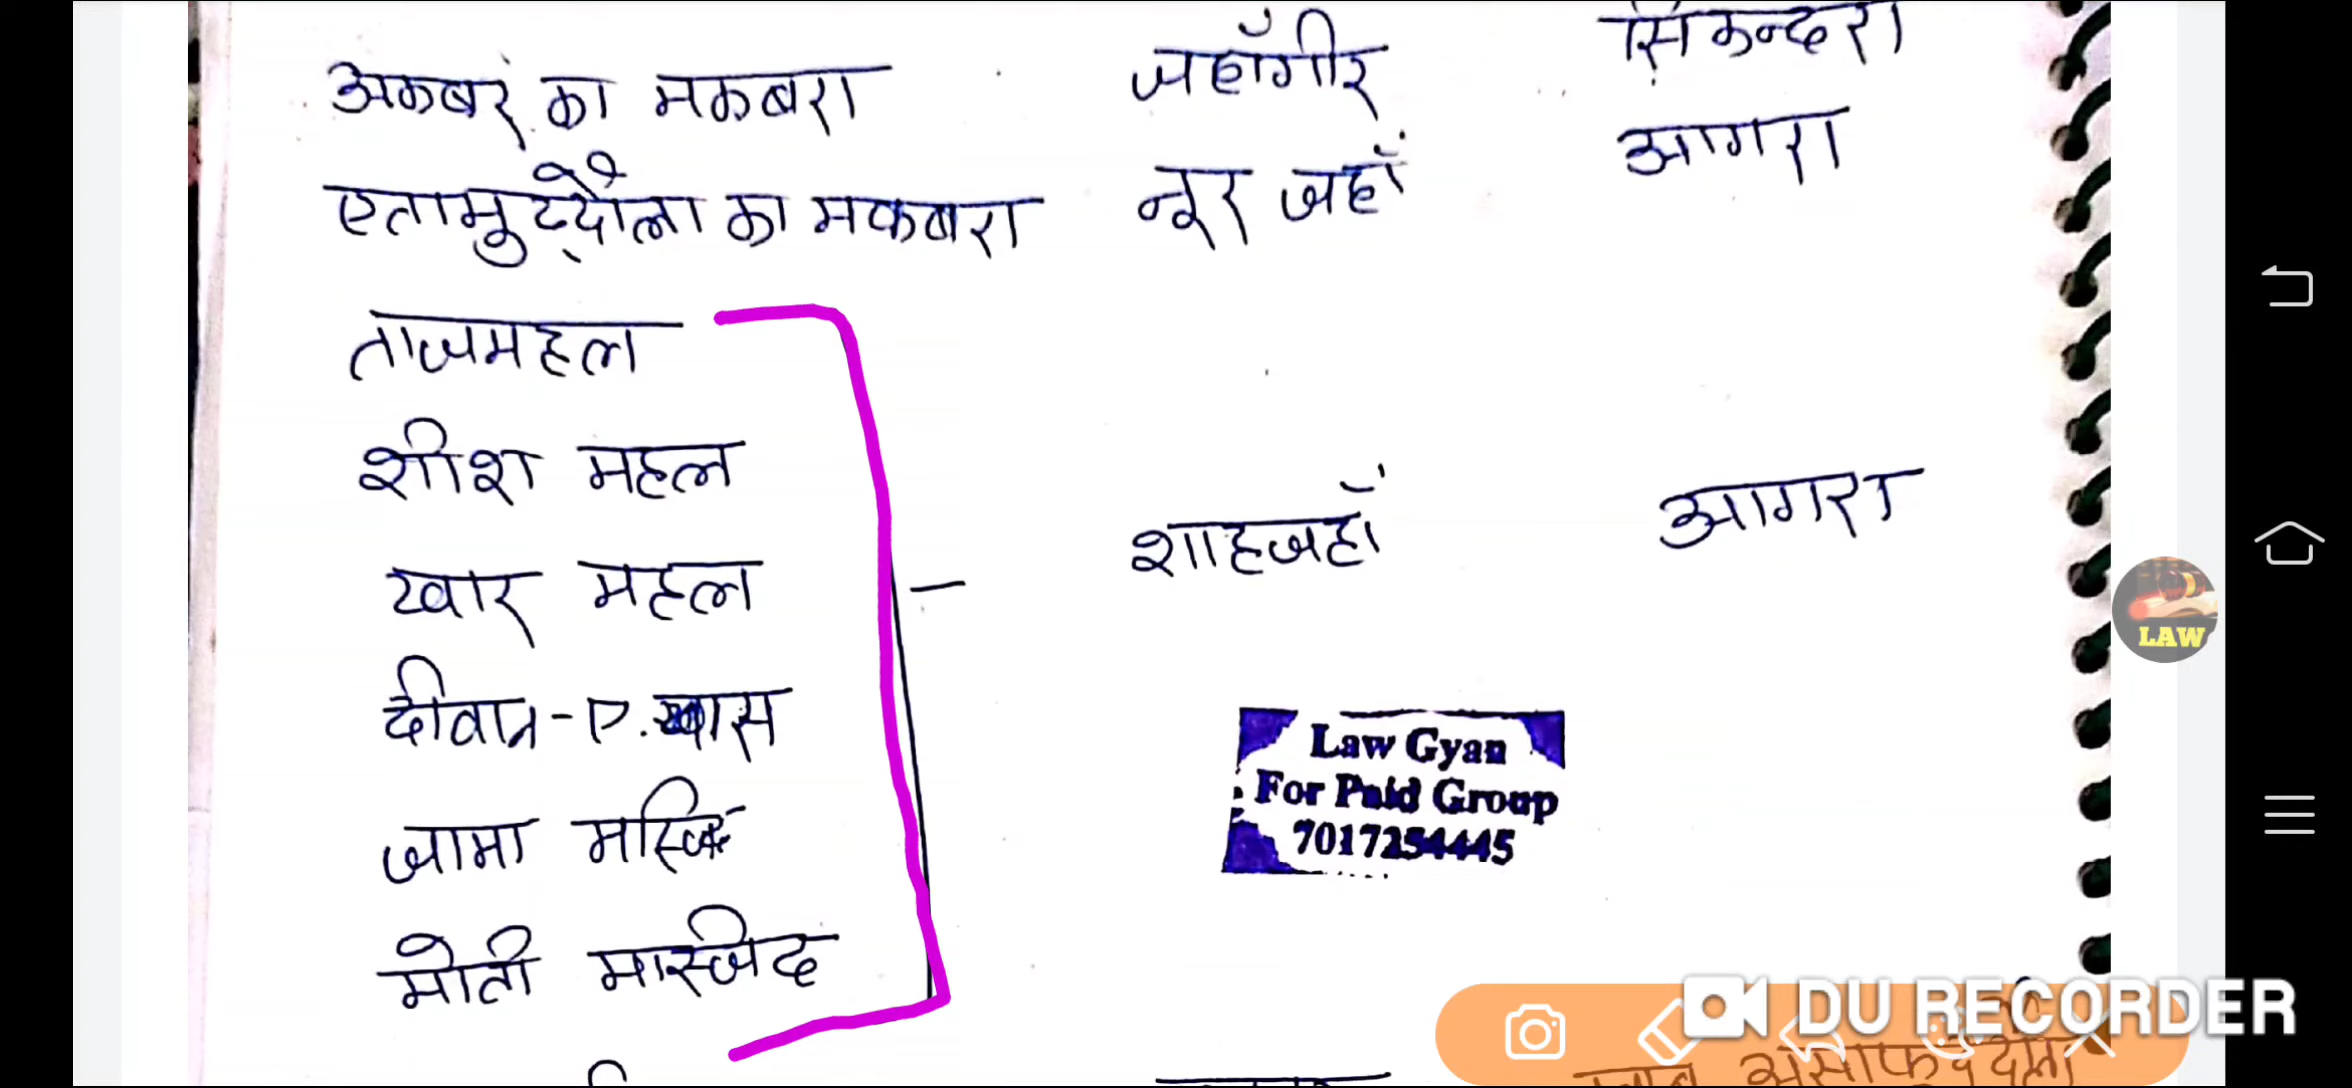 अकबर का मकबरा जहाँगीर सिकन्दरा
आगरा
एतामुद्दौला का मकबरा नूर जहाँ
ताजमहल
शीश महल
शाहजहाँ आगरा
खार महल
LAW
दीवान-ए.खास
Law Gyan
For Paid Group
7017254445
जामा मस्जि
मोती मस्जिद
DU RECORDER